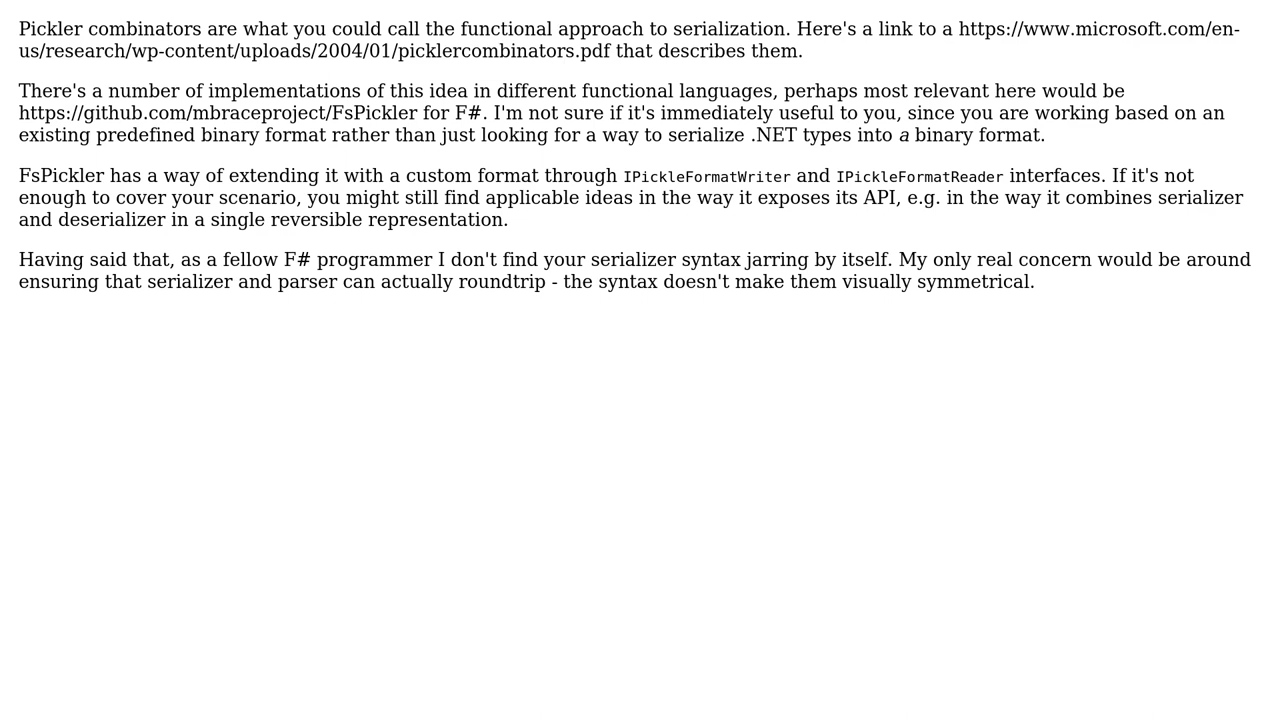 Pickler combinators are what you could call the functional approach to serialization. Here's a link to a https://www.microsoft.com/en-
us/research/wp-content/uploads/2004/01/picklercombinators.pdf that describes them.
There's a number of implementations of this idea in different functional languages, perhaps most relevant here would be
https://github.com/mbraceproject/FsPickler for F#. I'm not sure if it's immediately useful to you, since you are working based on an
existing predefined binary format rather than just looking for a way to serialize .NET types into a binary format.
FsPickler has a way of extending it with a custom format through IPickleFormatWriter and IPickleFormatReader interfaces. If it's not
enough to cover your scenario, you might still find applicable ideas in the way it exposes its API, e.g. in the way it combines serializer
and deserializer in a single reversible representation.
Having said that, as a fellow F# programmer I don't find your serializer syntax jarring by itself. My only real concern would be around
ensuring that serializer and parser can actually roundtrip - the syntax doesn't make them visually symmetrical.